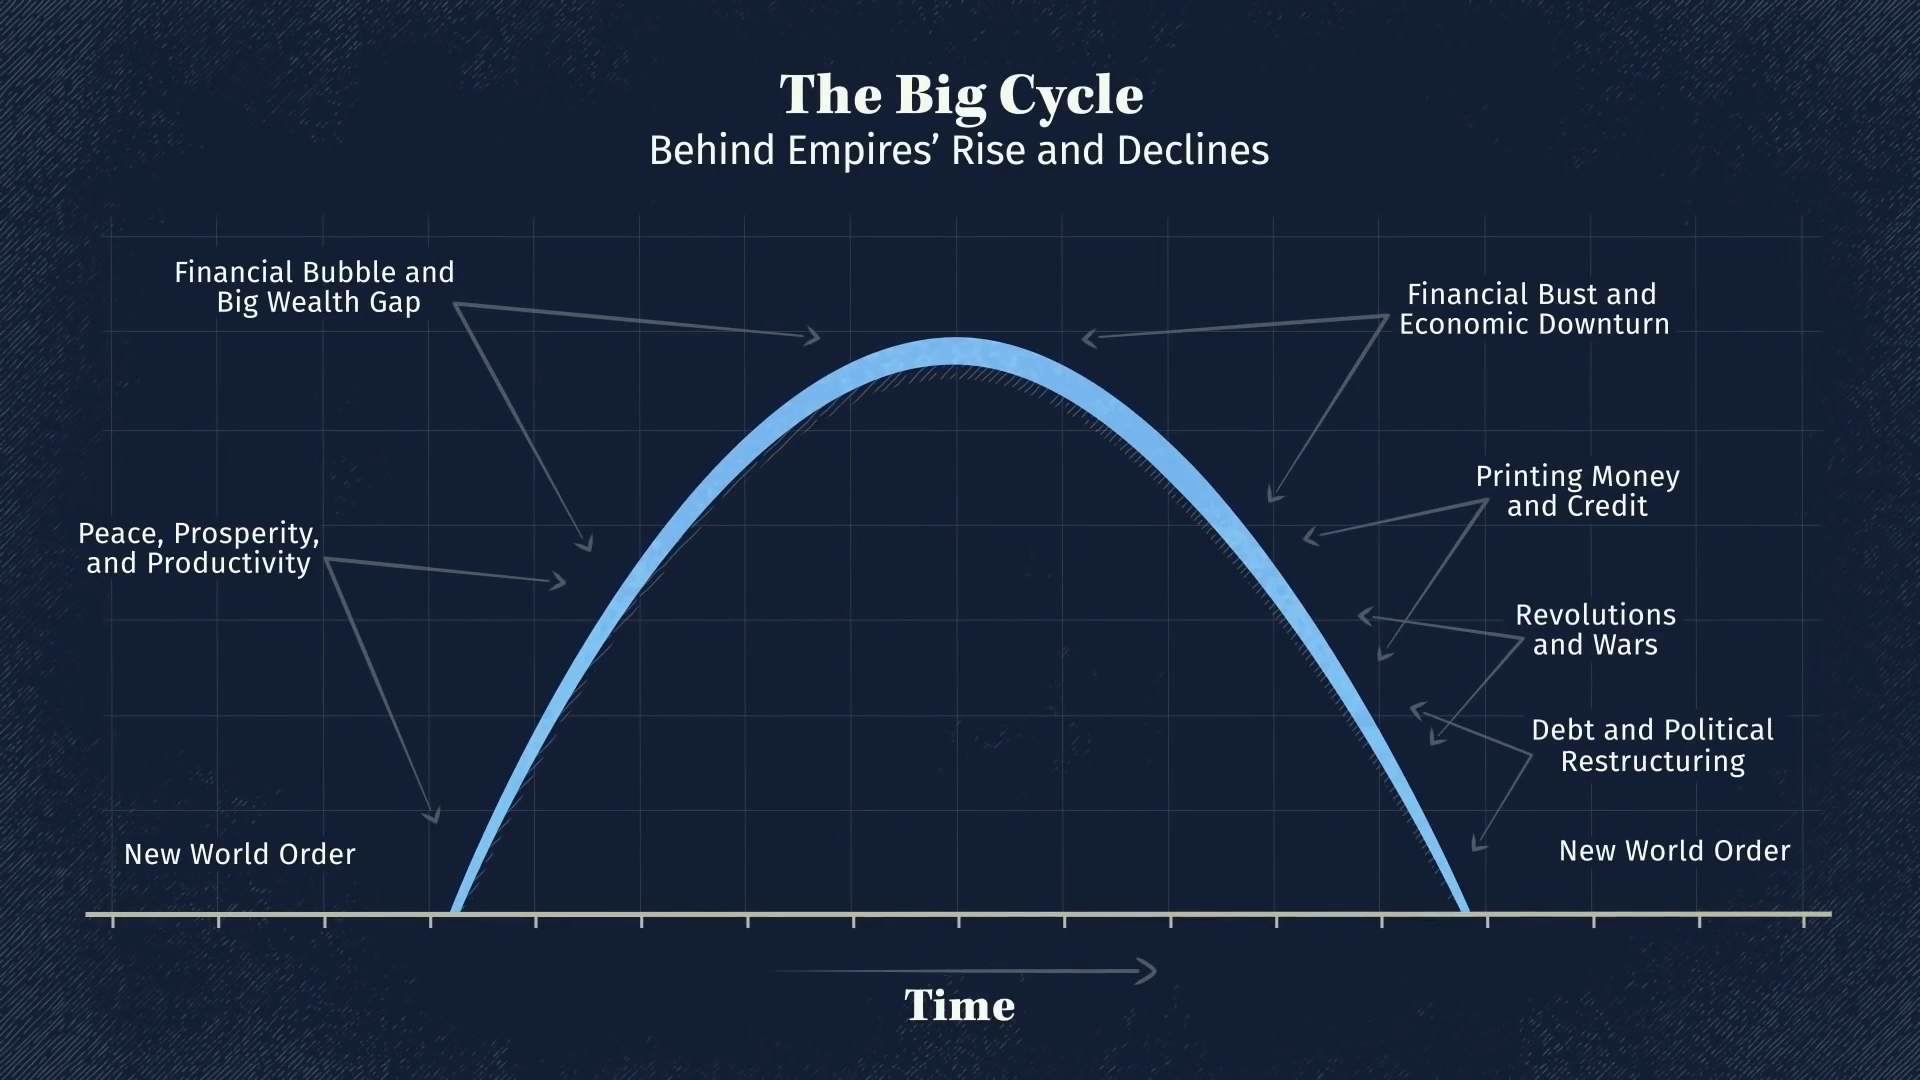 The Big Cycle
Behind Empires’ Rise and Declines
Financial Bubble and
Big Wealth Gap
Peace, Prosperity,
and Productivity
New World Order
Financial Bust and
Economic Downturn
Printing Money
and Credit
Revolutions
and Wars
Debt and Political
Restructuring
New World Order
Time